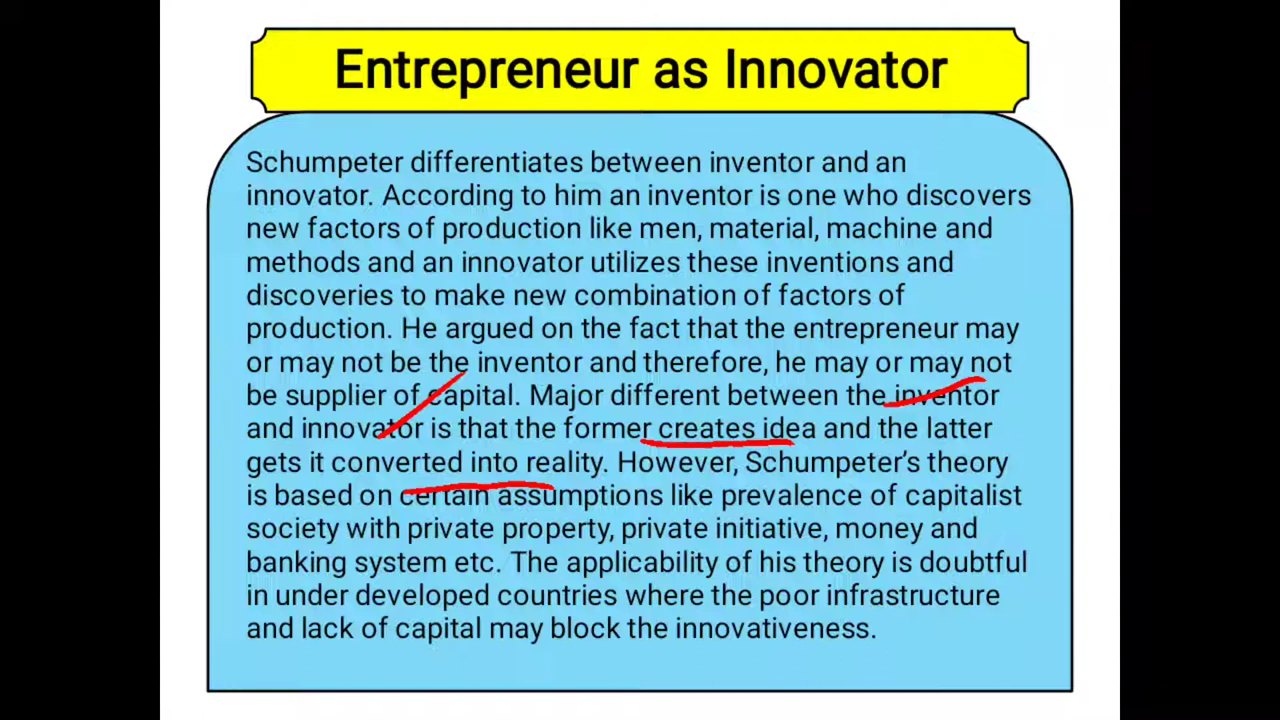 Entrepreneur as Innovator
Schumpeter differentiates between inventor and an
innovator. According to him an inventor is one who discovers
new factors of production like men, material, machine and
methods and an innovator utilizes these inventions and
discoveries to make new combination of factors of
production. He argued on the fact that the entrepreneur may
or may not be the inventor and therefore, he may or may not
be supplier of capital. Major different between the inventor
and innovator is that the former creates idea and the latter
gets it converted into reality. However, Schumpeter’s theory
is based on certain assumptions like prevalence of capitalist
society with private property, private initiative, money and
banking system etc. The applicability of his theory is doubtful
in under developed countries where the poor infrastructure
and lack of capital may block the innovativeness.